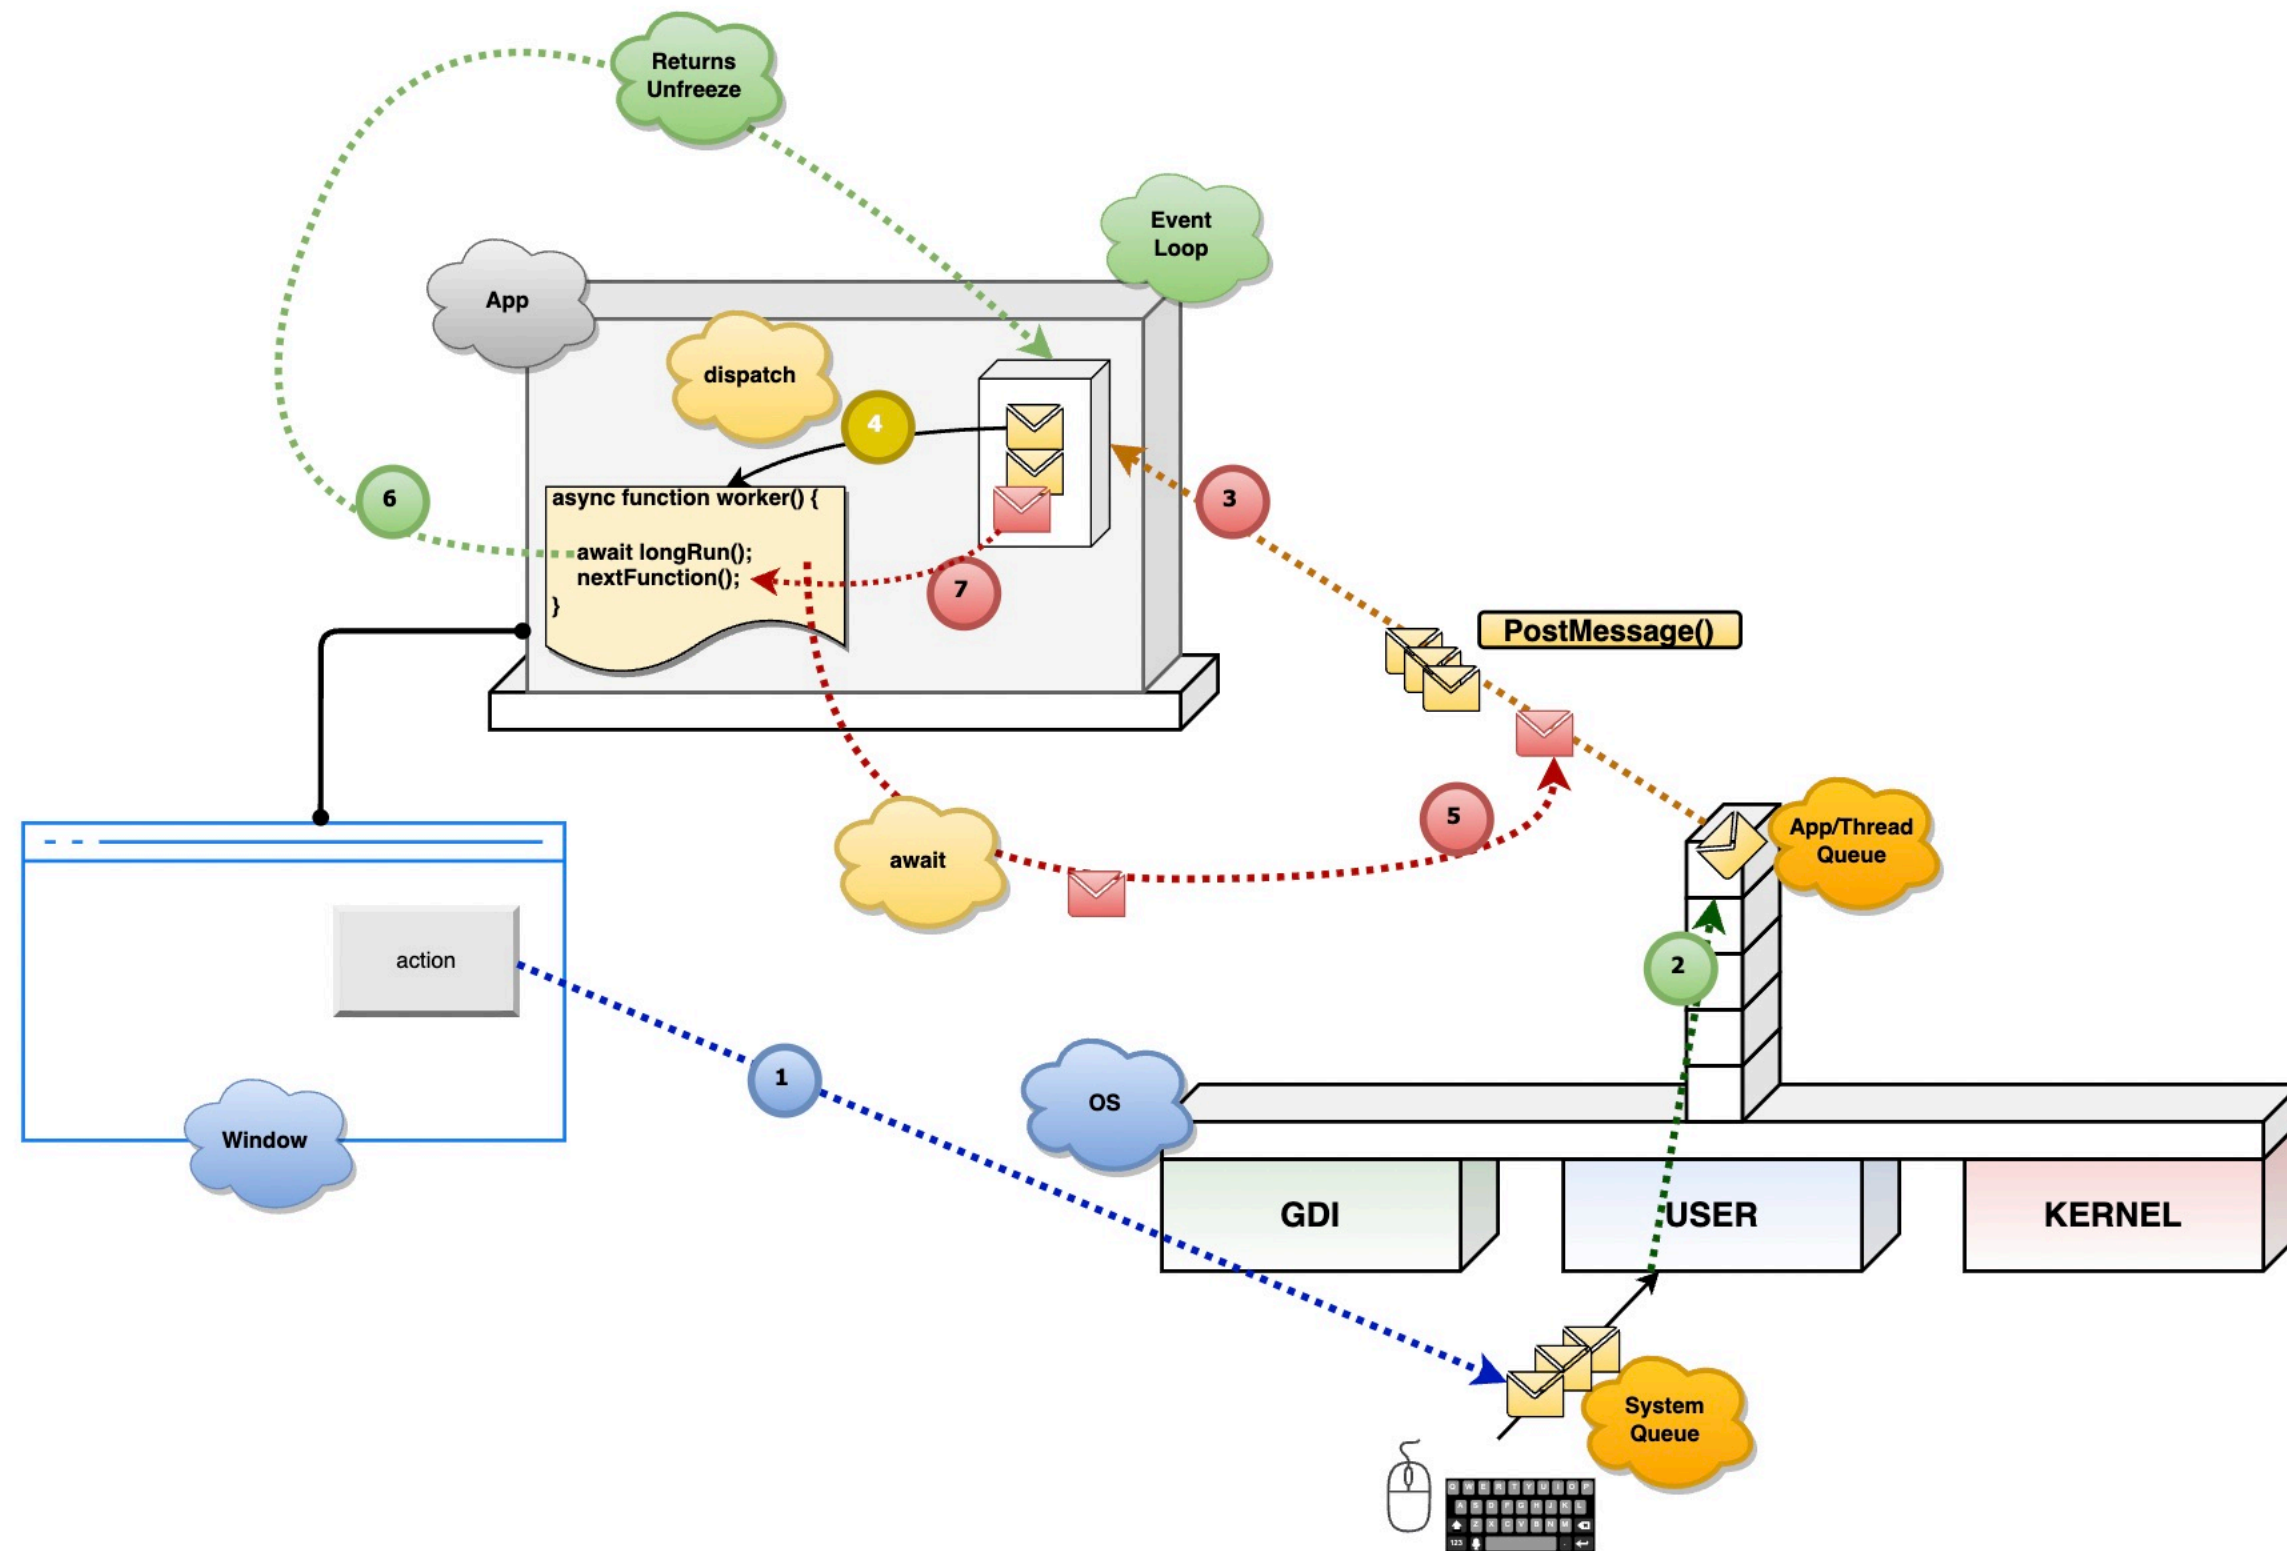 Returns
Unfreeze
Event
Loop
App
dispatch
4
6
3
async function worker() {
await longRun();
nextFunction();
}
7
PostMessage()
5
App/Thread
Queue
await
action
2
1
OS
Window
GDI
USER
KERNEL
System
Queue
Q W E R T Y U I O P
A S D F G H J K L
Z X C V B N M
123